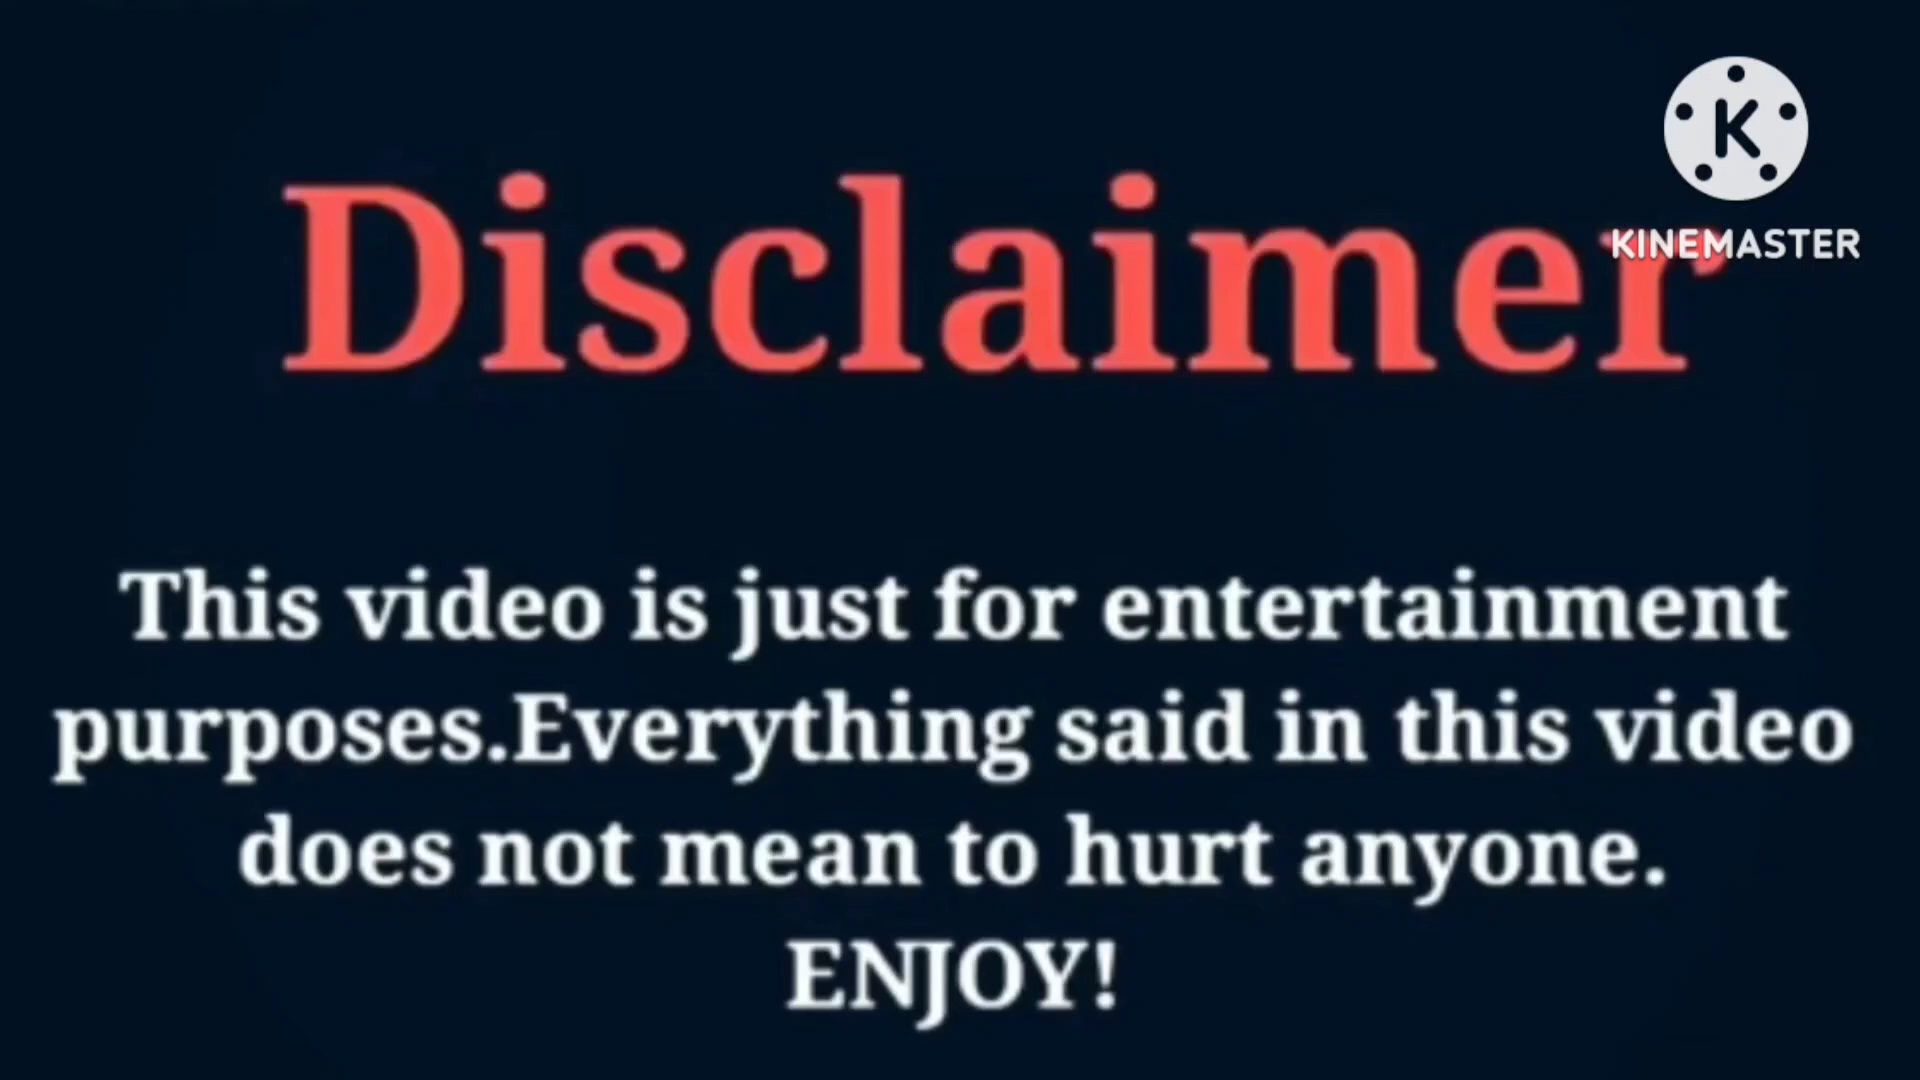 K
KINEMASTER
Disclaimer
This video is just for entertainment
purposes.Everything said in this video
does not mean to hurt anyone.
ENJOY!